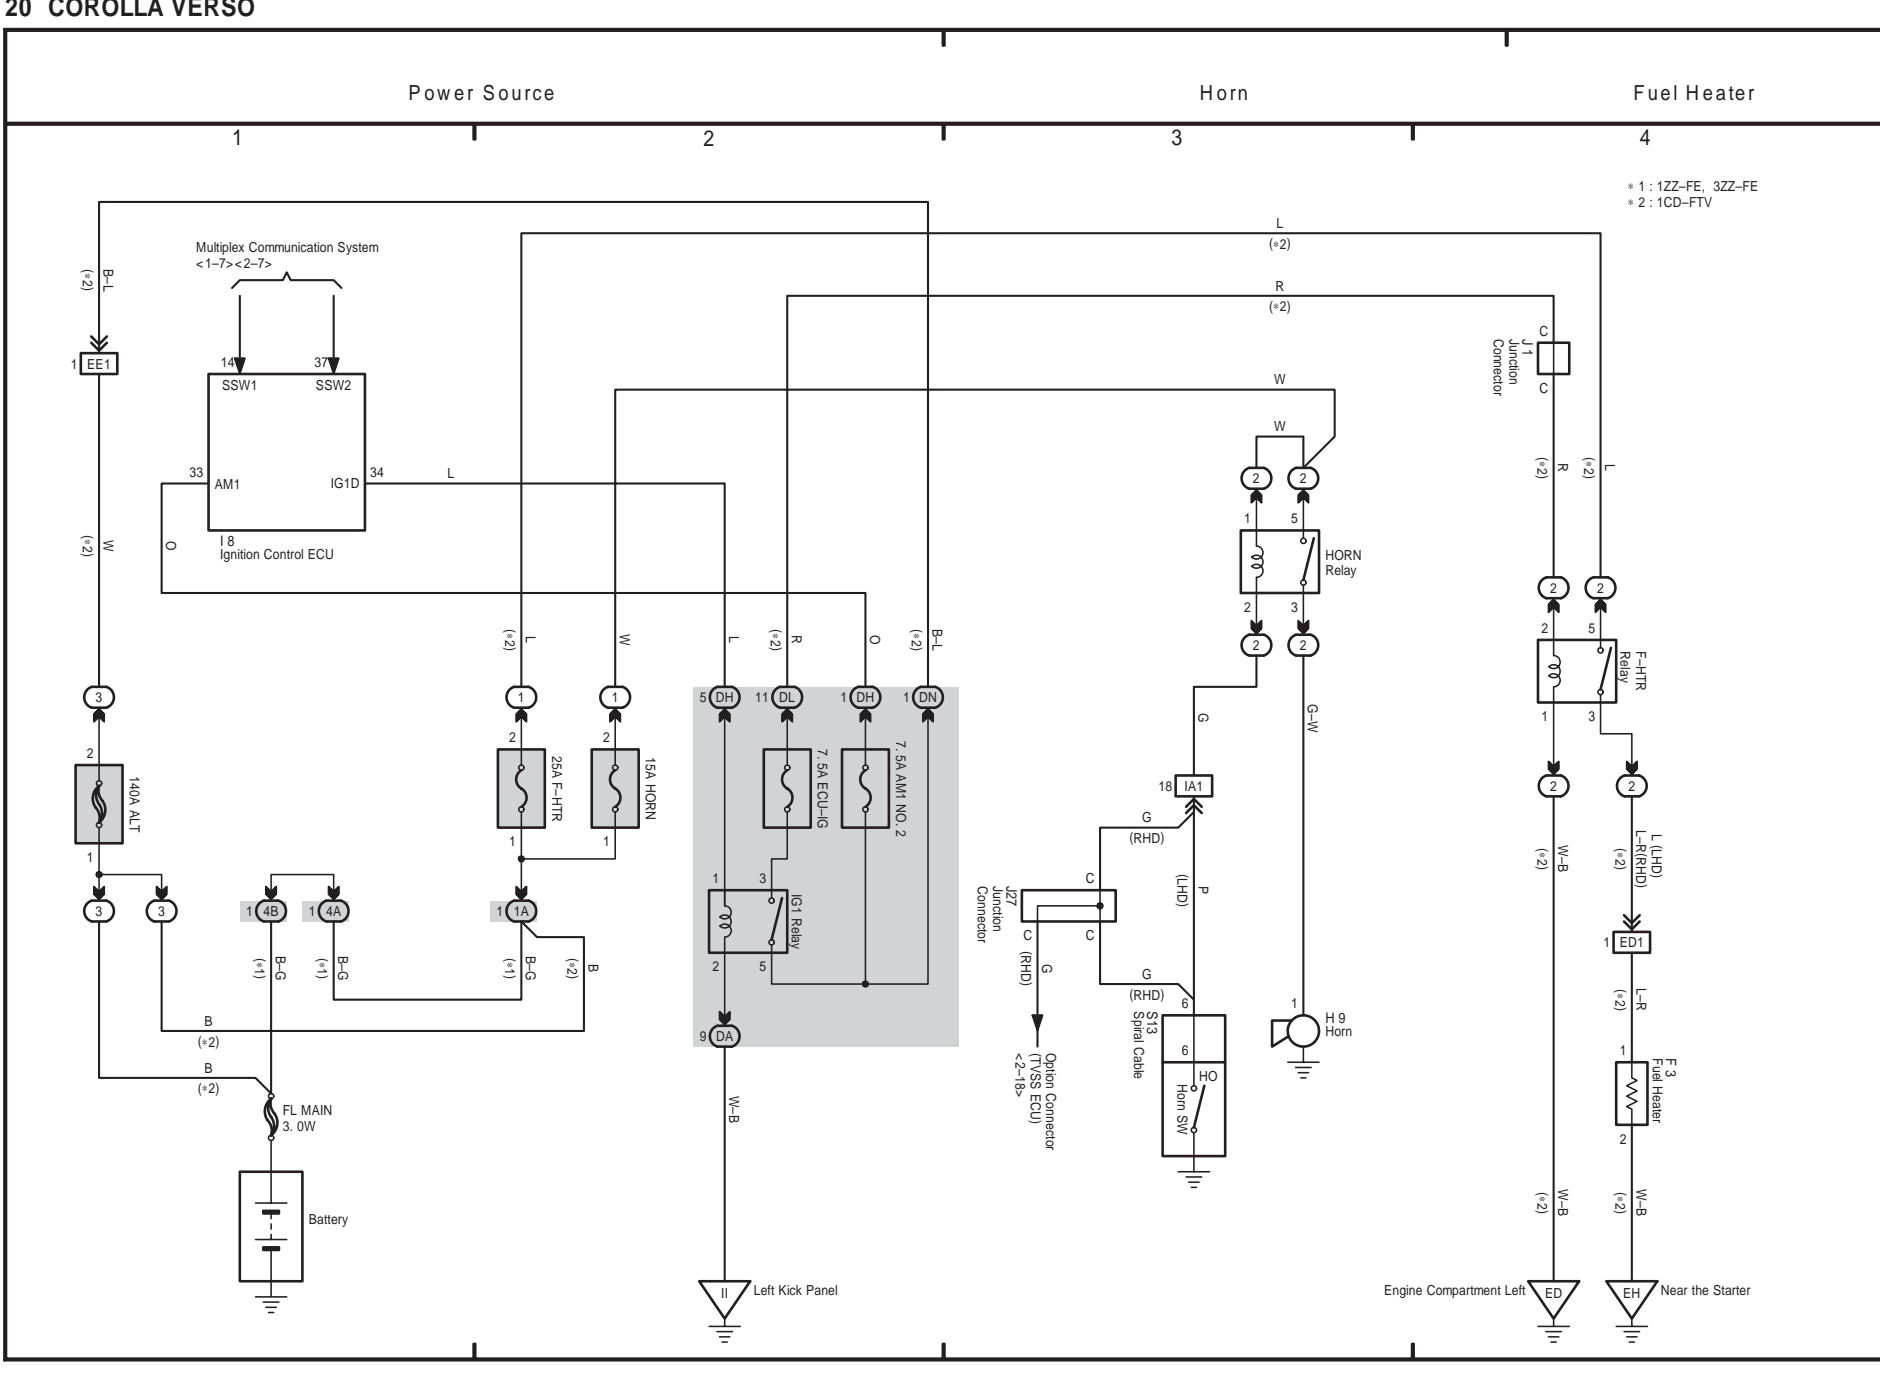 20 COROLLA VERSO
Power Source
Horn
Fuel Heater
1
2
3
4
* 1 : 1ZZ–FE, 3ZZ–FE
* 2 : 1CD–FTV
L
(*2)
Multiplex Communication System
<1–7><2–7>
B–L
(*2)
R
(*2)
1 EE1
14
37
SSW1
SSW2
C
J 1
Junction
Connector
C
W
W
33
AM1
IG1D
34
L
2
2
R
(*2)
L
(*2)
1
5
W
(*2)
O
I 8
Ignition Control ECU
HORN
Relay
2
3
2
2
2
2
2
5
F–HTR
Relay
1
3
L
(*2)
W
L
R
(*2)
O
B–L
(*2)
3
1
1
5 DH
11 DL
1 DH
1 DN
G
G–W
2
2
2
140A ALT
25A F–HTR
15A HORN
7. 5A ECU–IG
7. 5A AM1 NO. 2
18 IA1
2
2
1
1
1
G
(RHD)
P
(LHD)
W–B
(*2)
L (LHD)
L–R(RHD)
(*2)
3
3
1 4B
1 4A
1 1A
1
3
IG1 Relay
2
5
J27
Junction
Connector
C
C
C
1 ED1
B–G
(*1)
B–G
(*1)
B–G
(*1)
B
(*2)
G
(RHD)
G
(RHD)
L–R
(*2)
B
(*2)
9 DA
6
S13
Spiral Cable
6
1
H 9
Horn
B
(*2)
Option Connector
(TVSS ECU)
<2–18>
HO
Horn SW
1
F 3
Fuel Heater
2
FL MAIN
3. 0W
W–B
Battery
W–B
(*2)
W–B
(*2)
II
Left Kick Panel
Engine Compartment Left
ED
EH
Near the Starter